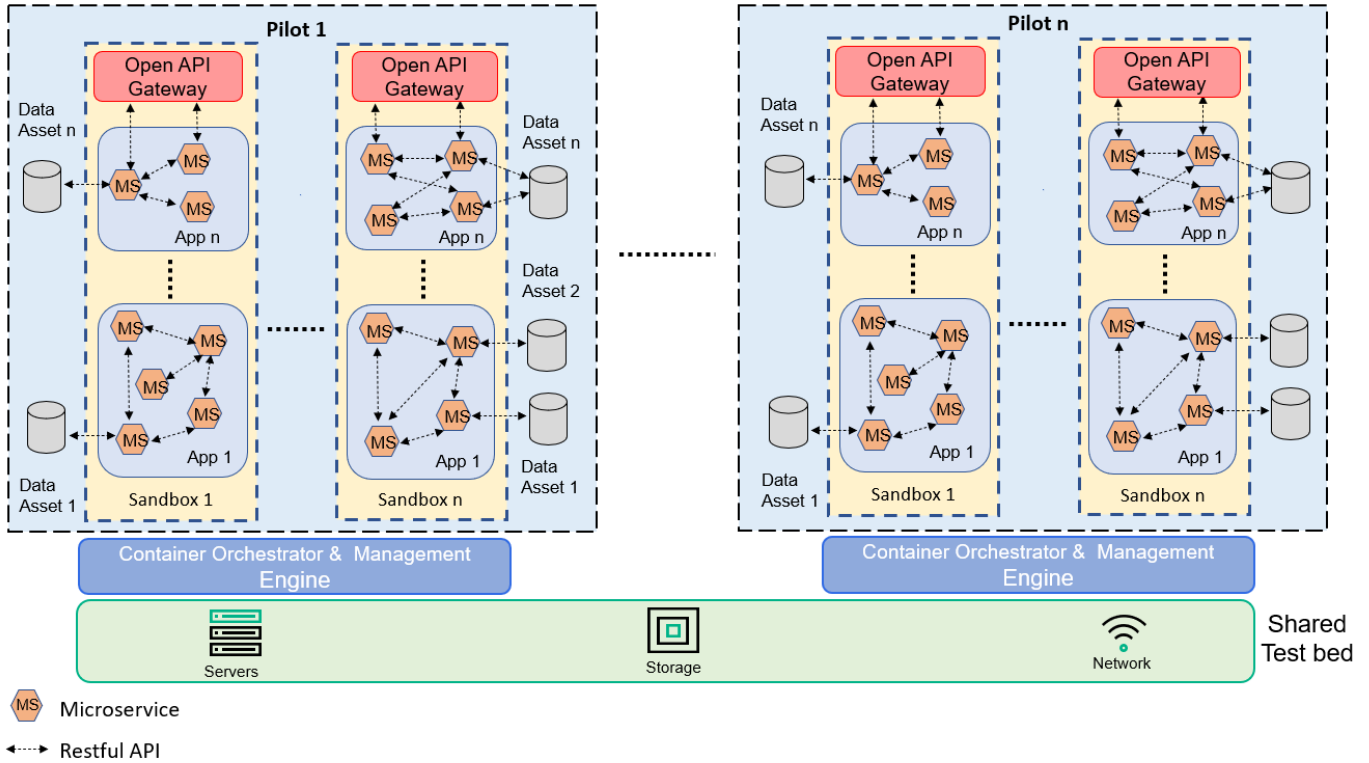 Pilot 1
Open API
Gateway
Open API
Gateway
Data
Asset n
MS
MS
MS
App n
MS
MS
MS
MS
App n
Data
Asset n
Data
Asset 2
MS
MS
MS
MS
MS
App 1
Sandbox 1
Data
Asset 1
MS
MS
MS
MS
App 1
Sandbox n
Data
Asset 1
Container Orchestrator & Management
Engine
Pilot n
Open API
Gateway
Open API
Gateway
Data
Asset n
MS
MS
MS
App n
MS
MS
MS
MS
App n
MS
MS
MS
MS
MS
App 1
Sandbox 1
Data
Asset 1
MS
MS
MS
MS
App 1
Sandbox n
Container Orchestrator & Management
Engine
Servers
Storage
Network
Shared
Test bed
MS
Microservice
Restful API